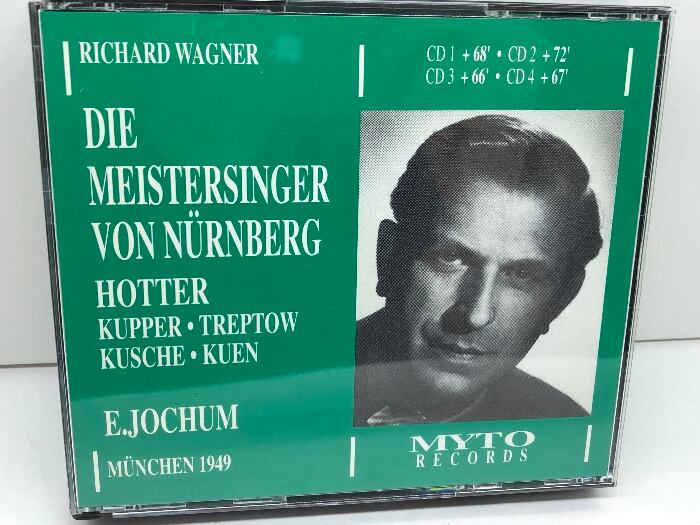 RICHARD WAGNER
CD 1 + 68' • CD 2 + 72'
CD 3 + 66' • CD 4 + 67'
DIE
MEISTERSINGER
VON NÜRNBERG
HOTTER
KUPPER • TREPTOW
KUSCHE • KUEN
E.JOCHUM
MÜNCHEN 1949
MYTO
RECORDS